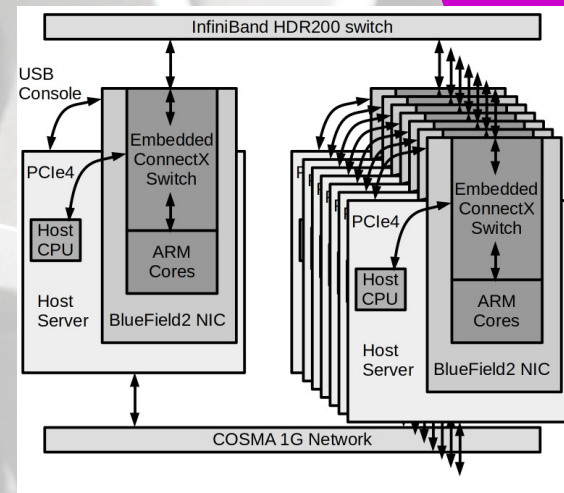 InfiniBand HDR200 switch
USB
Console
PCIe4
Embedded
ConnectX
Switch
Host
CPU
ARM
Cores
Host
Server
BlueField2 NIC
PCIe4
Embedded
ConnectX
Switch
Host
CPU
ARM
Cores
Host
Server
BlueField2 NIC
COSMA 1G Network